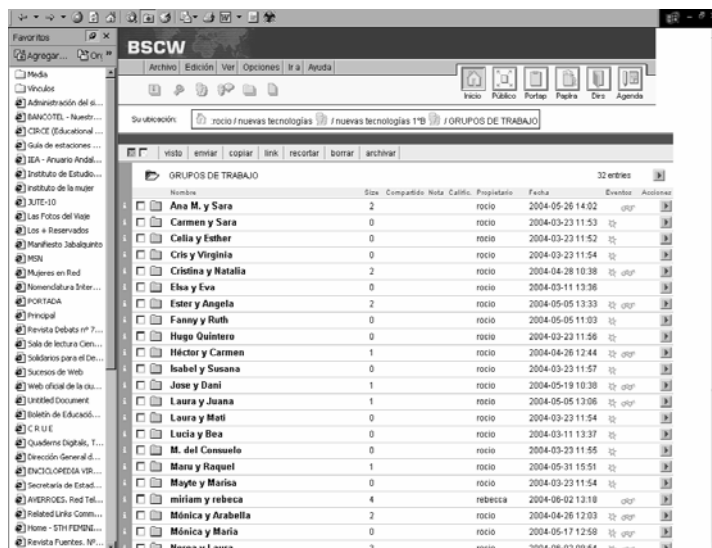 Favoritos
Agregar...
Media
Vínculos
Administración del si...
BANCOTEL - Nuestr...
CIRCE (Educational ...
Guía de estaciones ...
IEA - Anuario Andal...
Instituto de Estudio...
instituto de la mujer
JUTE-10
Las Fotos del Viaje
Los + Reservados
Manifiesto Jabalquinto
MSN
Mujeres en Red
Nomenclatura Inter...
PORTADA
Principal
Revista Debats nº 7...
Sala de lectura Cien...
Solidarios para el De...
Sucesos de Web
Web oficial de la ciu...
Untitled Document
Boletín de Educació...
C R U E
Quaderns Digitals, T...
Dirección General d...
ENCICLOPEDIA VIR...
Secretaría de Estad...
AVERROES. Red Tel...
Related Links Comm...
Home - STH FEMINI...
Revista Fuentes. Nº...
BSCW
Archivo Edición Ver Opciones Ir a Ayuda
Inicio Público Portap Paplra Dirs Agenda
Su ubicación: :rocio / nuevas tecnologías / nuevas tecnologías 1ºB / GRUPOS DE TRABAJO
visto enviar copiar link recortar borrar archivar
GRUPOS DE TRABAJO 32 entries
Nombre Size Compartido Nota Calific. Propietario Fecha Eventos Acciones
Ana M. y Sara 2 rocio 2004-05-26 14:02
Carmen y Sara 0 rocio 2004-03-23 11:53
Celia y Esther 0 rocio 2004-03-23 11:52
Cris y Virginia 0 rocio 2004-03-23 11:54
Cristina y Natalia 2 rocio 2004-04-28 10:38
Elsa y Eva 0 rocio 2004-03-11 13:36
Ester y Angela 2 rocio 2004-05-05 13:33
Fanny y Ruth 0 rocio 2004-05-05 11:03
Hugo Quintero 0 rocio 2004-03-23 11:56
Héctor y Carmen 1 rocio 2004-04-26 12:44
Isabel y Susana 0 rocio 2004-03-23 11:57
Jose y Dani 1 rocio 2004-05-19 10:38
Laura y Juana 1 rocio 2004-05-05 13:06
Laura y Mati 0 rocio 2004-03-23 11:54
Lucia y Bea 0 rocio 2004-03-11 13:37
M. del Consuelo 0 rocio 2004-03-23 11:55
Maru y Raquel 1 rocio 2004-05-31 15:51
Mayte y Marisa 0 rocio 2004-03-23 11:54
miriam y rebeca 4 rebecca 2004-06-02 13:18
Mónica y Arabella 2 rocio 2004-04-26 12:03
Mónica y Maria 0 rocio 2004-05-17 12:58